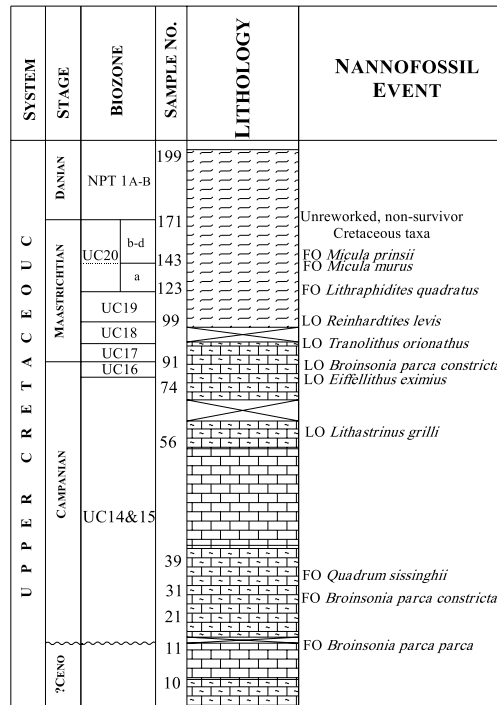 SYSTEM
STAGE
BIOZONE
SAMPLE NO.
LITHOLOGY
NANNOFOSSIL
EVENT
UPPER CRETACEOUC
DANIAN
MAASTRICHTIAN
CAMPANIAN
?CENO
NPT 1A-B
UC20
b-d
a
UC19
UC18
UC17
UC16
UC14&15
199
171
143
123
99
91
74
56
39
31
21
11
10
Unreworked, non-survivor
Cretaceous taxa
FO Micula prinsii
FO Micula murus
FO Lithraphidites quadratus
LO Reinhardtites levis
LO Tranolithus orionathus
LO Broinsonia parca constricta
LO Eiffellithus eximius
LO Lithastrinus grilli
FO Quadrum sissinghii
FO Broinsonia parca constricta
FO Broinsonia parca parca